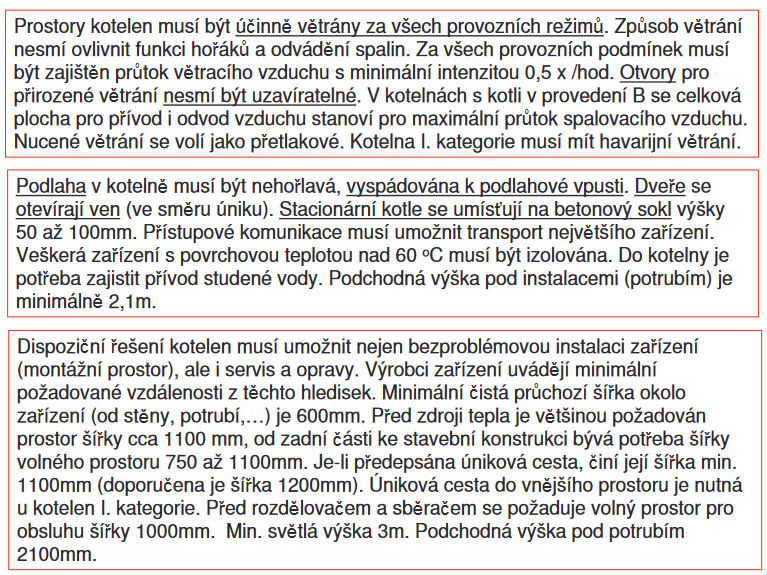 Prostory kotelen musí být účinně větrány za všech provozních režimů. Způsob větrání
nesmí ovlivnit funkci hořáků a odvádění spalin. Za všech provozních podmínek musí
být zajištěn průtok větracího vzduchu s minimální intenzitou 0,5 x /hod. Otvory pro
přirozené větrání nesmí být uzavíratelné. V kotelnách s kotli v provedení B se celková
plocha pro přívod i odvod vzduchu stanoví pro maximální průtok spalovacího vzduchu.
Nucené větrání se volí jako přetlakové. Kotelna I. kategorie musí mít havarijní větrání.
Podlaha v kotelně musí být nehořlavá, vyspádována k podlahové vpusti. Dveře se
otevírají ven (ve směru úniku). Stacionární kotle se umísťují na betonový sokl výšky
50 až 100mm. Přístupové komunikace musí umožnit transport největšího zařízení.
Veškerá zařízení s povrchovou teplotou nad 60 ºC musí být izolována. Do kotelny je
potřeba zajistit přívod studené vody. Podchodná výška pod instalacemi (potrubím) je
minimálně 2,1m.
Dispoziční řešení kotelen musí umožnit nejen bezproblémovou instalaci zařízení
(montážní prostor), ale i servis a opravy. Výrobci zařízení uvádějí minimální
požadované vzdálenosti z těchto hledisek. Minimální čistá průchozí šířka okolo
zařízení (od stěny, potrubí,…) je 600mm. Před zdroji tepla je většinou požadován
prostor šířky cca 1100 mm, od zadní části ke stavební konstrukci bývá potřeba šířky
volného prostoru 750 až 1100mm. Je-li předepsána úniková cesta, činí její šířka min.
1100mm (doporučena je šířka 1200mm). Úniková cesta do vnějšího prostoru je nutná
u kotelen I. kategorie. Před rozdělovačem a sběračem se požaduje volný prostor pro
obsluhu šířky 1000mm.  Min. světlá výška 3m. Podchodná výška pod potrubím
2100mm.